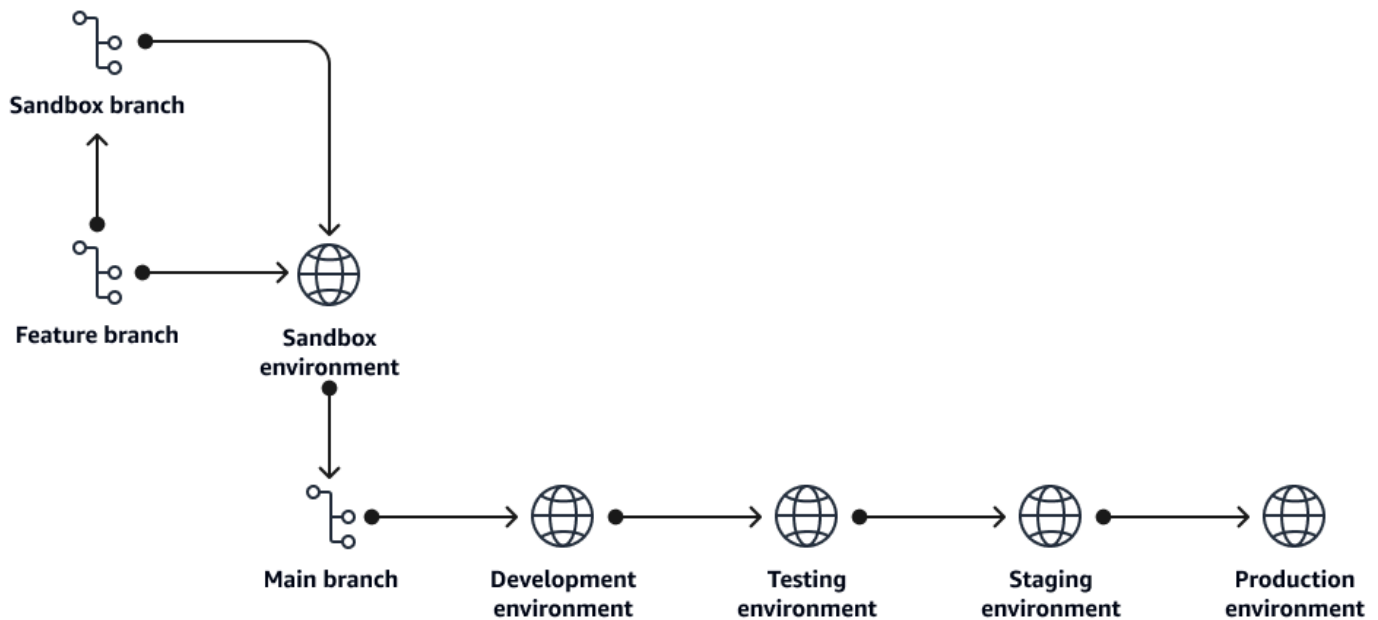 Sandbox branch
Feature branch
Sandbox
environment
Main branch
Development
environment
Testing
environment
Staging
environment
Production
environment